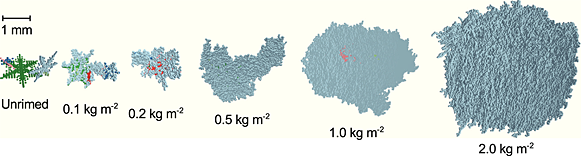 1 mm
Unrimed
0.1 kg m-2
0.2 kg m-2
0.5 kg m-2
1.0 kg m-2
2.0 kg m-2